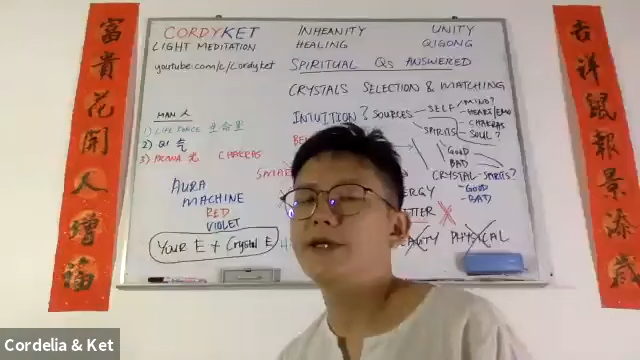 富貴花開人增福
CORDYKET
LIGHT MEDITATION
youtube.com/c/Cordyket
INHEANITY
HEALING
UNITY
QIGONG
SPIRITUAL Qs ANSWERED
CRYSTALS SELECTION & MATCHING
INTUITION? SOURCES
SELF
MIND?
CHAKRAS
SOUL?
SPIRITS
GOOD
BAD
CRYSTAL - SPIRITS?
GOOD
BAD
MAN 人
1) LIFE FORCE 生命里
2) QI 气
3) PRANA 光 CHAKRAS
AURA
MACHINE
RED
VIOLET
YOUR E + Crystal E
PHYSICAL
吉祥鼠報景添歲
Cordelia & Ket